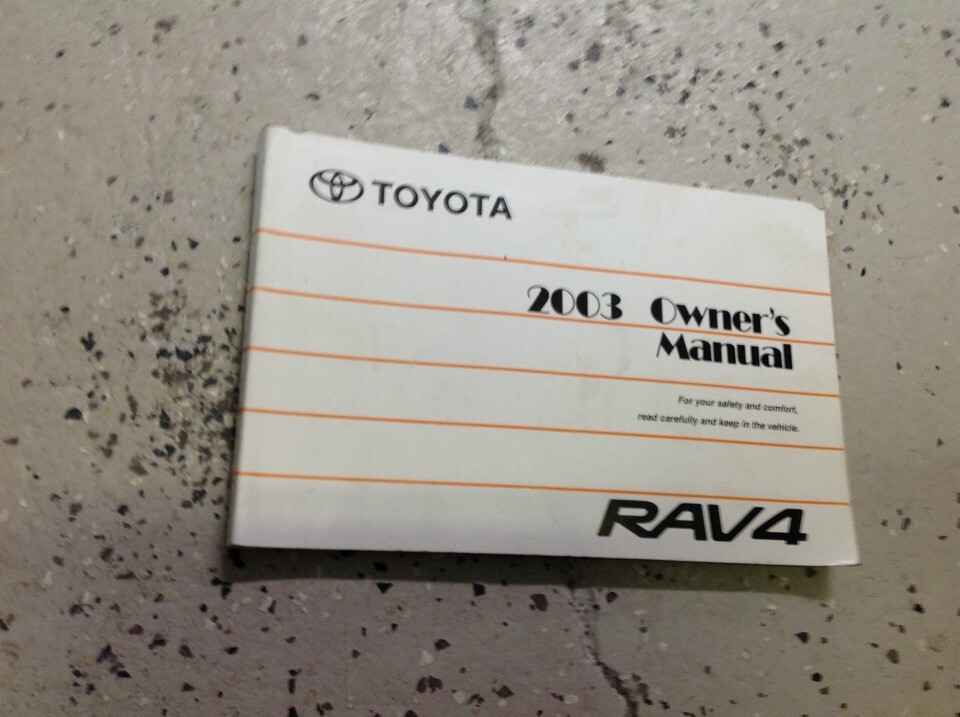 TOYOTA
2003 Owner's
Manual
For your safety and comfort,
read carefully and keep in the vehicle.
RAV4